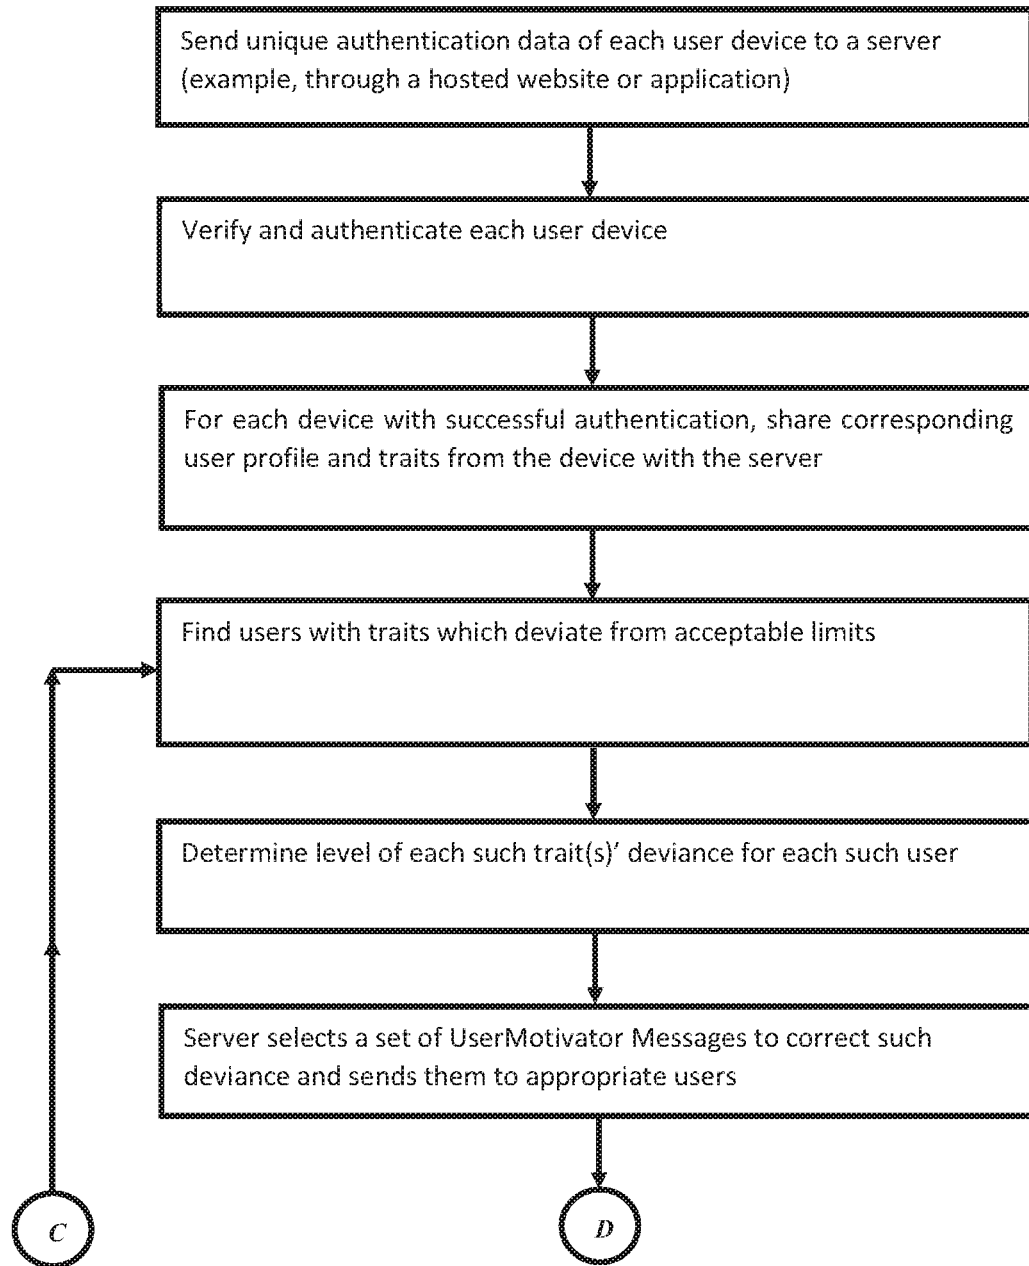 Send unique authentication data of each user device to a server
(example, through a hosted website or application)
Verify and authenticate each user device
For each device with successful authentication, share corresponding
user profile and traits from the device with the server
Find users with traits which deviate from acceptable limits
Determine level of each such trait(s)’ deviance for each such user
Server selects a set of UserMotivator Messages to correct such
deviance and sends them to appropriate users
C
D